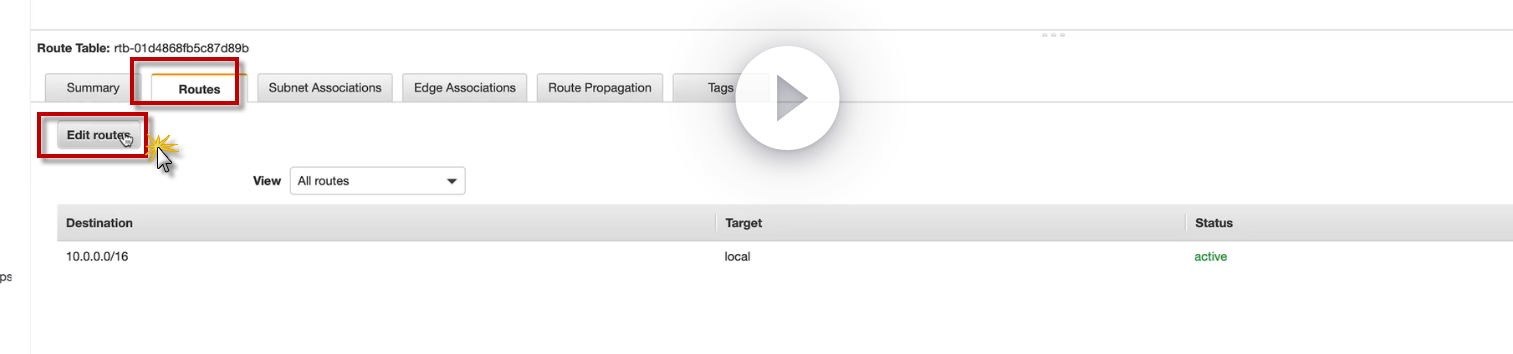 Route Table: rtb-01d4868fb5c87d89b
Summary Routes Subnet Associations Edge Associations Route Propagation Tags
Edit routes
View All routes
Destination Target Status
10.0.0.0/16 local active
ps